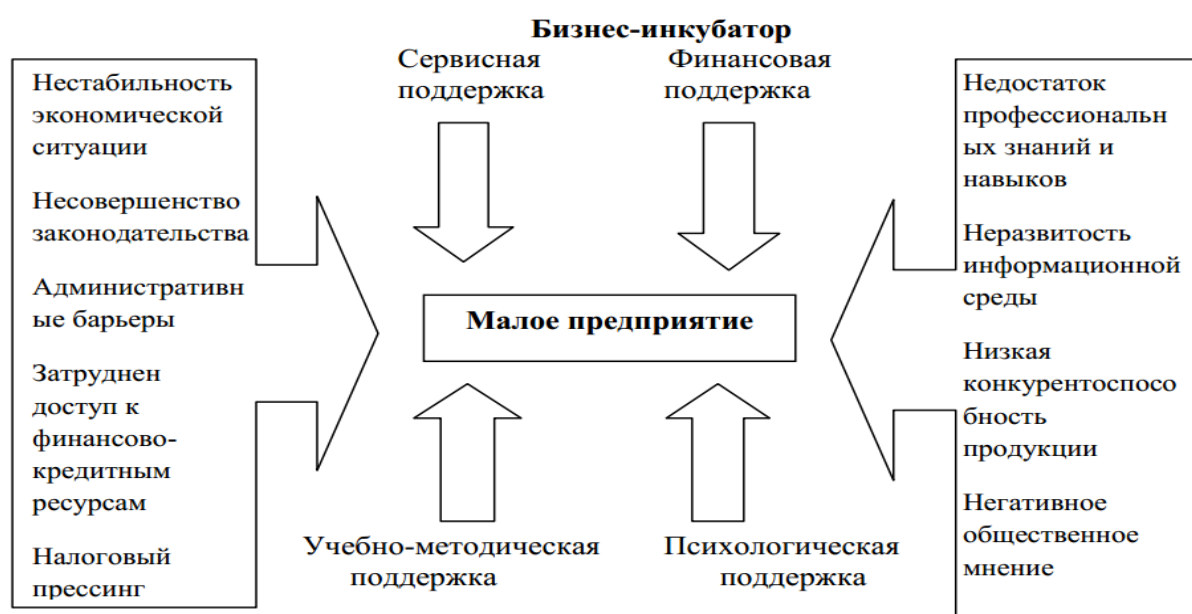 Бизнес-инкубатор
Сервисная
поддержка
Финансовая
поддержка
Нестабильность
экономической
ситуации
Несовершенство
законодательства
Административн
ые барьеры
Затруднен
доступ к
финансово-
кредитным
ресурсам
Налоговый
прессинг
Малое предприятие
Недостаток
профессиональн
ых знаний и
навыков
Неразвитость
информационной
среды
Низкая
конкурентоспосо
бность
продукции
Негативное
общественное
мнение
Учебно-методическая
поддержка
Психологическая
поддержка